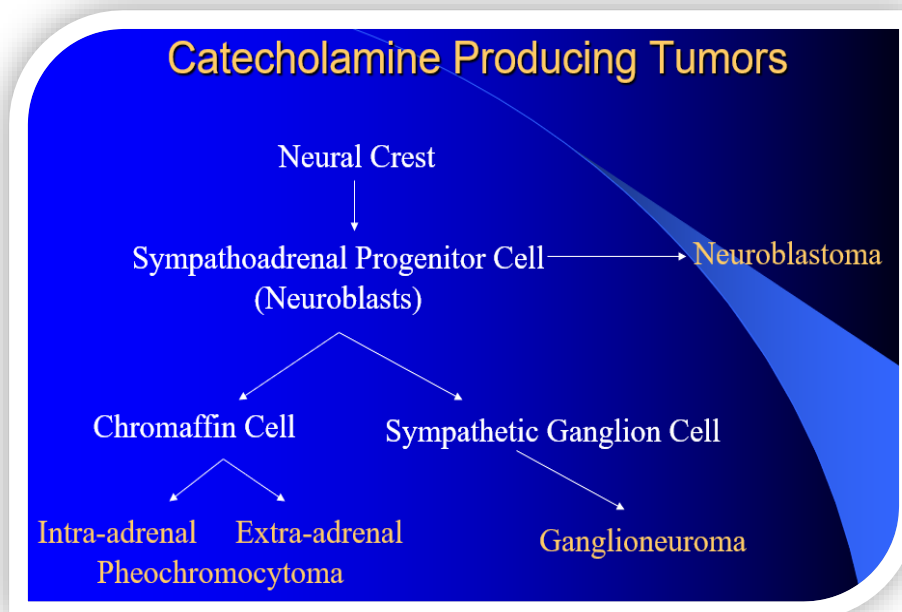 Catecholamine Producing Tumors
Neural Crest
Sympathoadrenal Progenitor Cell
(Neuroblasts)
Neuroblastoma
Chromaffin Cell
Sympathetic Ganglion Cell
Intra-adrenal
Extra-adrenal
Pheochromocytoma
Ganglioneuroma